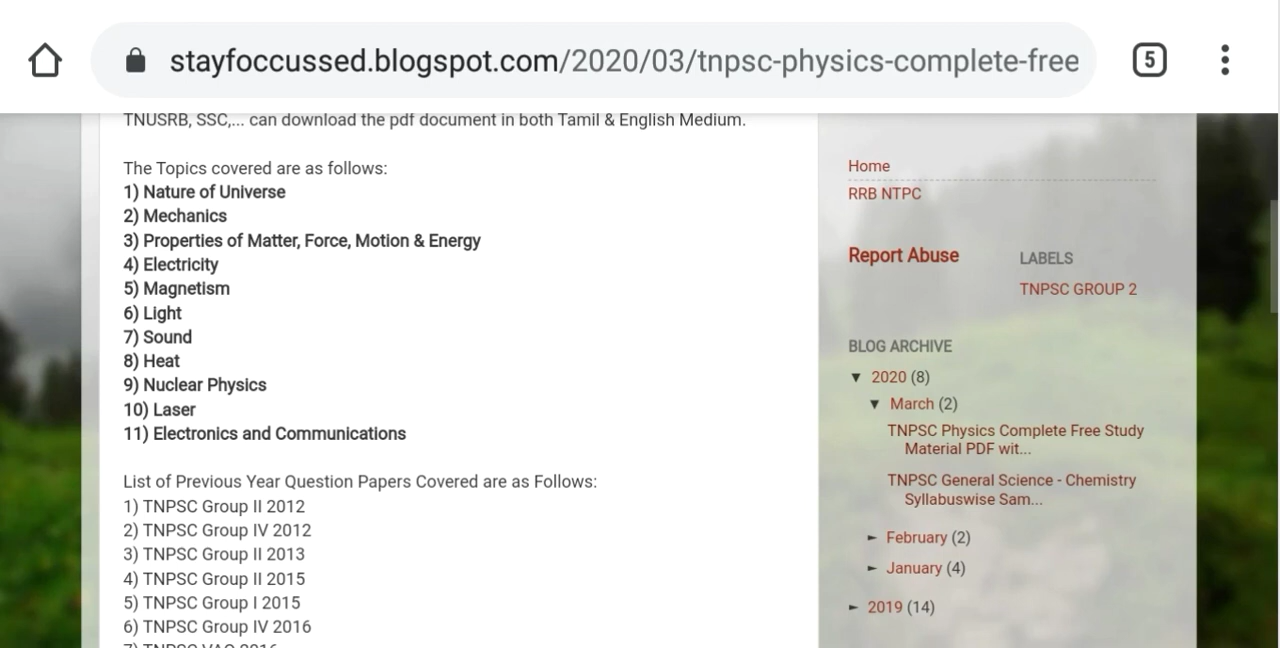 stayfoccussed.blogspot.com/2020/03/tnpsc-physics-complete-free
5
TNUSRB, SSC,... can download the pdf document in both Tamil & English Medium.
The Topics covered are as follows:
1) Nature of Universe
2) Mechanics
3) Properties of Matter, Force, Motion & Energy
4) Electricity
5) Magnetism
6) Light
7) Sound
8) Heat
9) Nuclear Physics
10) Laser
11) Electronics and Communications
List of Previous Year Question Papers Covered are as Follows:
1) TNPSC Group II 2012
2) TNPSC Group IV 2012
3) TNPSC Group II 2013
4) TNPSC Group II 2015
5) TNPSC Group I 2015
6) TNPSC Group IV 2016
7) TNPSC VAO 2016
Home
RRB NTPC
Report Abuse
LABELS
TNPSC GROUP 2
BLOG ARCHIVE
▼ 2020 (8)
▼ March (2)
TNPSC Physics Complete Free Study
Material PDF wit...
TNPSC General Science - Chemistry
Syllabuswise Sam...
► February (2)
► January (4)
► 2019 (14)